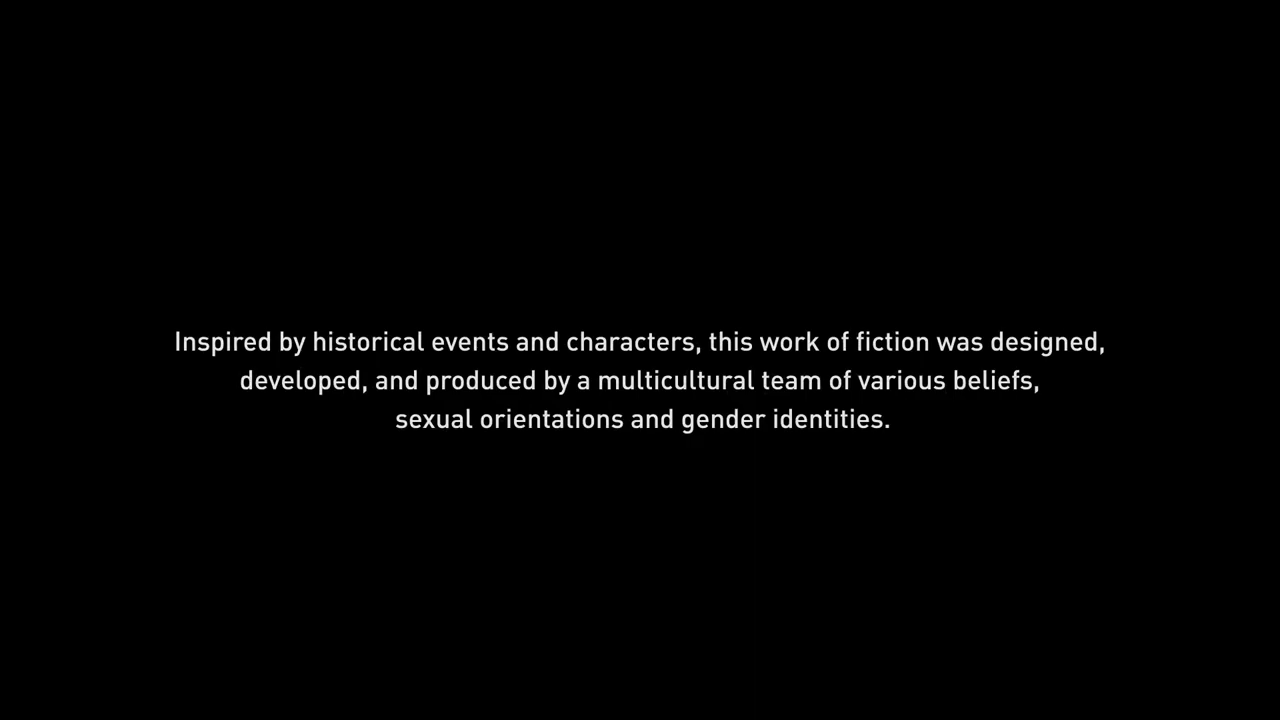 Inspired by historical events and characters, this work of fiction was designed,
developed, and produced by a multicultural team of various beliefs,
sexual orientations and gender identities.